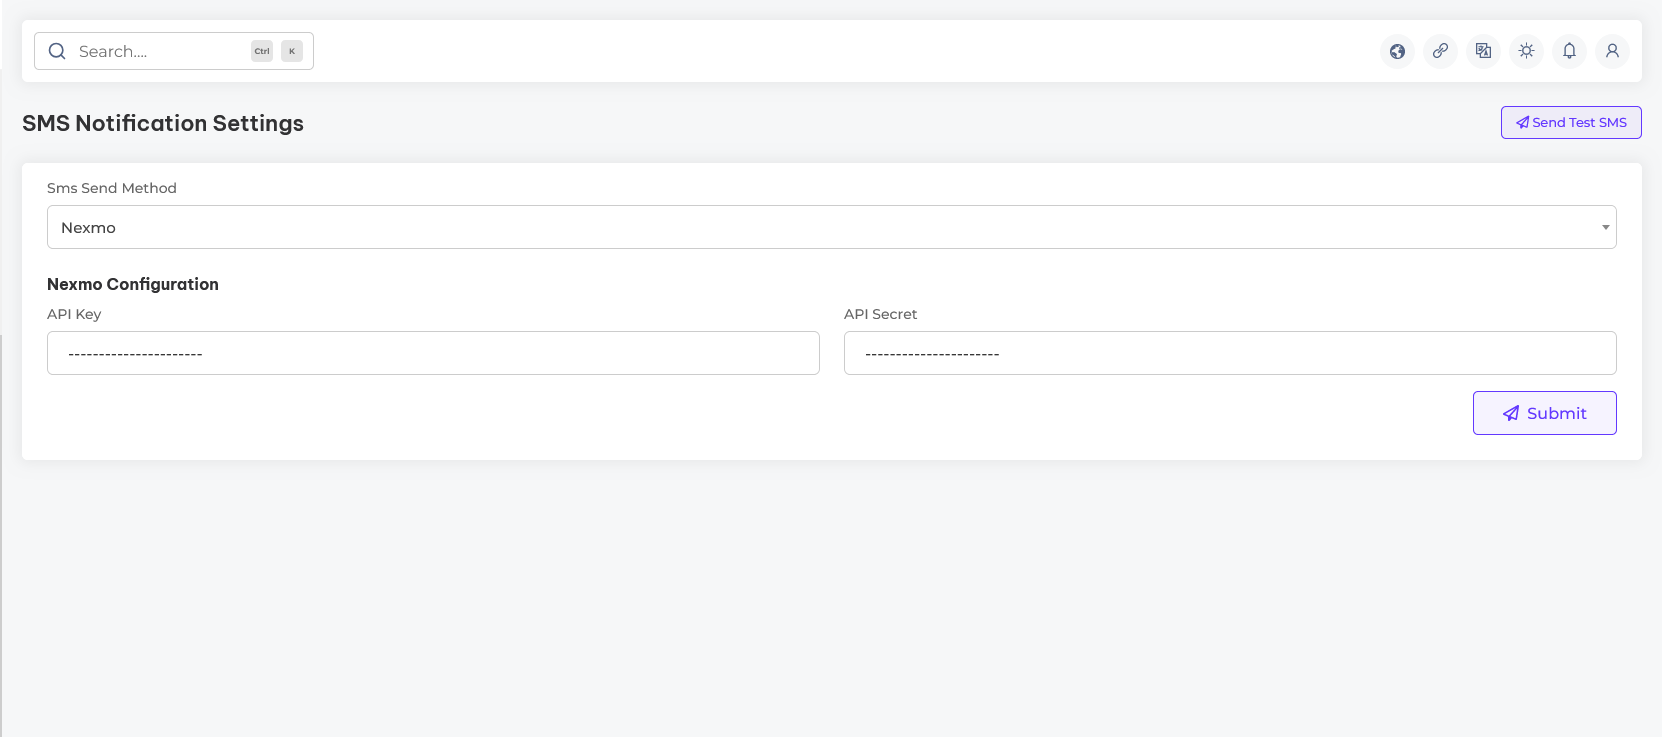 Search....
Ctrl
K
SMS Notification Settings
Send Test SMS
Sms Send Method
Nexmo
Nexmo Configuration
API Key
API Secret
----------------------
----------------------
Submit